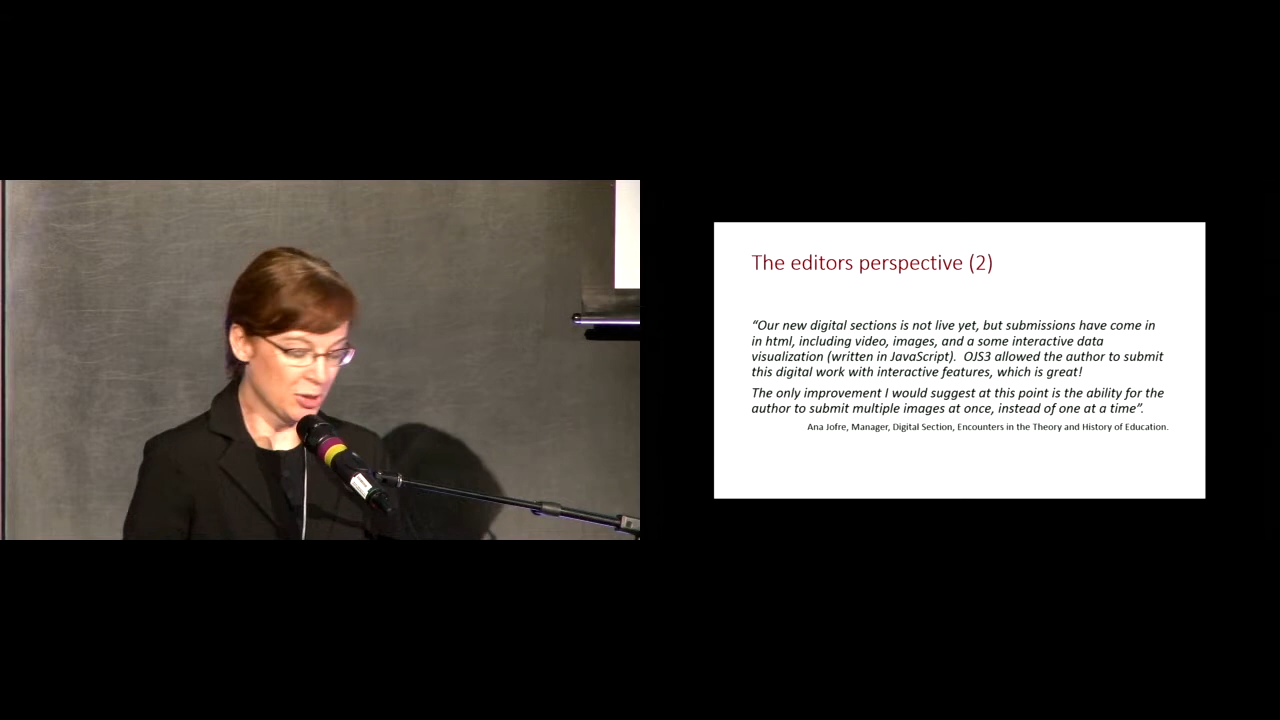 The editors perspective (2)
“Our new digital sections is not live yet, but submissions have come in
in html, including video, images, and a some interactive data
visualization (written in JavaScript).  OJS3 allowed the author to submit
this digital work with interactive features, which is great!
The only improvement I would suggest at this point is the ability for the
author to submit multiple images at once, instead of one at a time”.
Ana Jofre, Manager, Digital Section, Encounters in the Theory and History of Education.